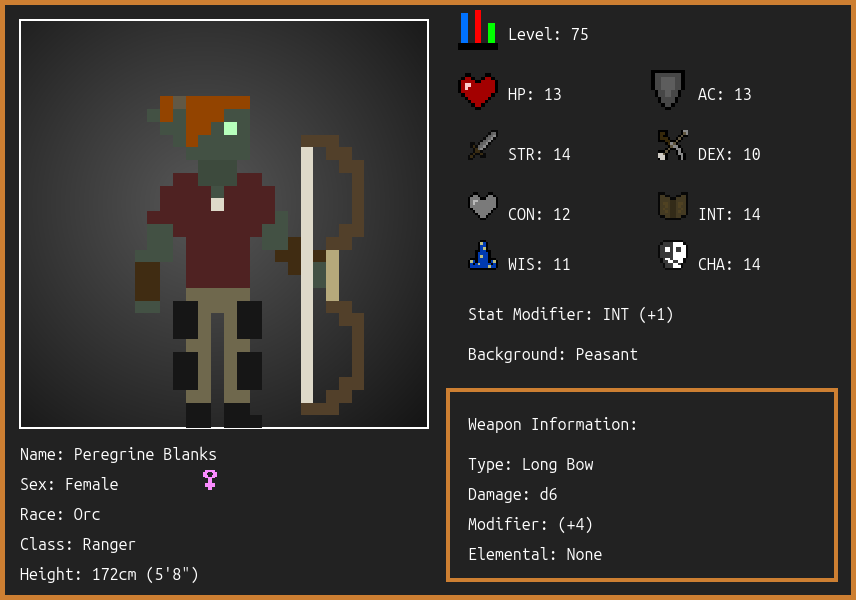 Level: 75
HP: 13
AC: 13
STR: 14
DEX: 10
CON: 12
INT: 14
WIS: 11
CHA: 14
Stat Modifier: INT (+1)
Background: Peasant
Weapon Information:
Type: Long Bow
Damage: d6
Modifier: (+4)
Elemental: None
Name: Peregrine Blanks
Sex: Female
Race: Orc
Class: Ranger
Height: 172cm (5'8")